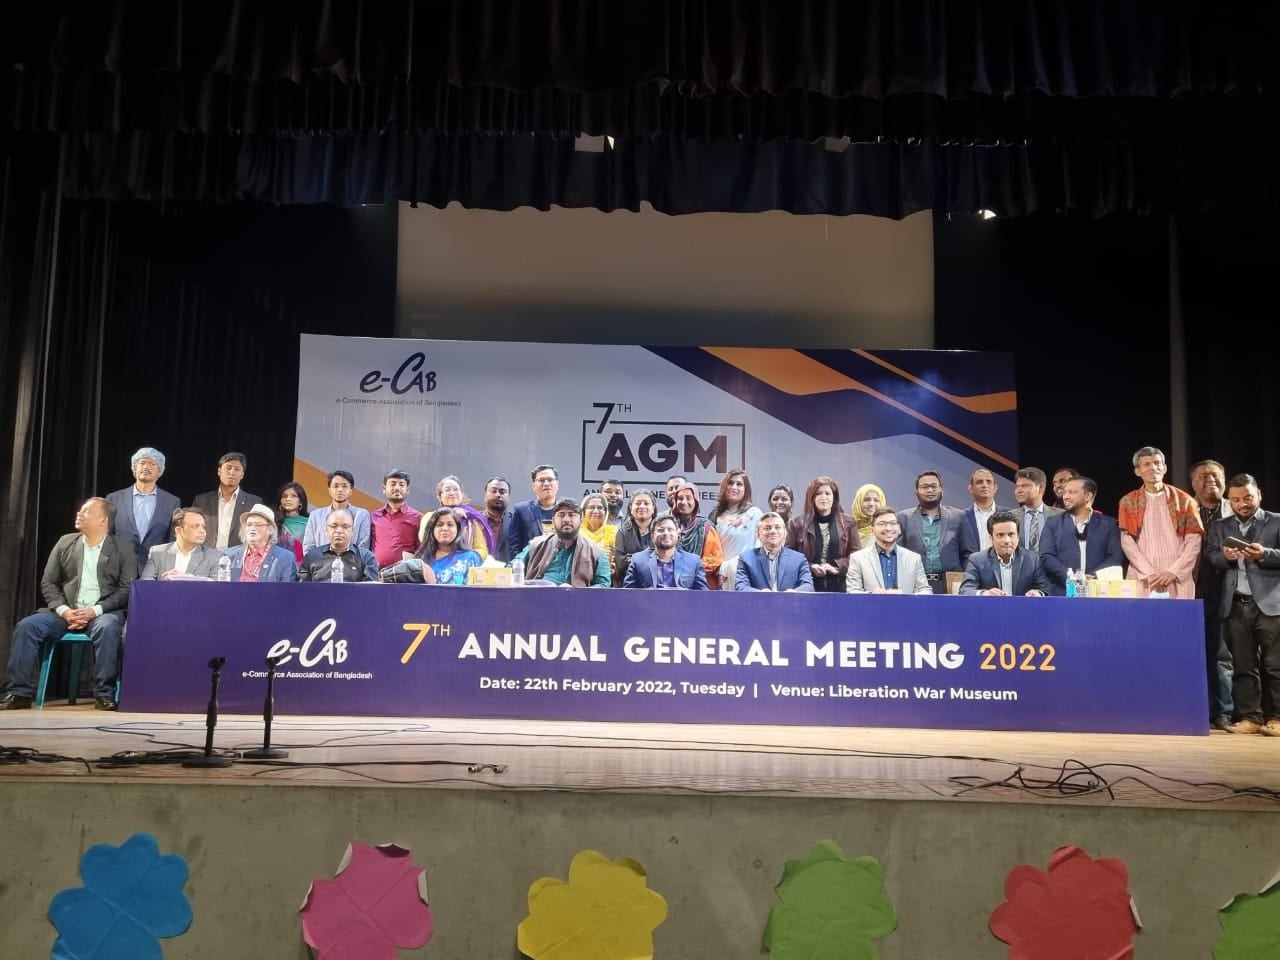 e-CAB
e-Commerce Association of Bangladesh
7TH
AGM
e-CAB
e-Commerce Association of Bangladesh
7TH ANNUAL GENERAL MEETING 2022
Date: 22th February 2022, Tuesday | Venue: Liberation War Museum